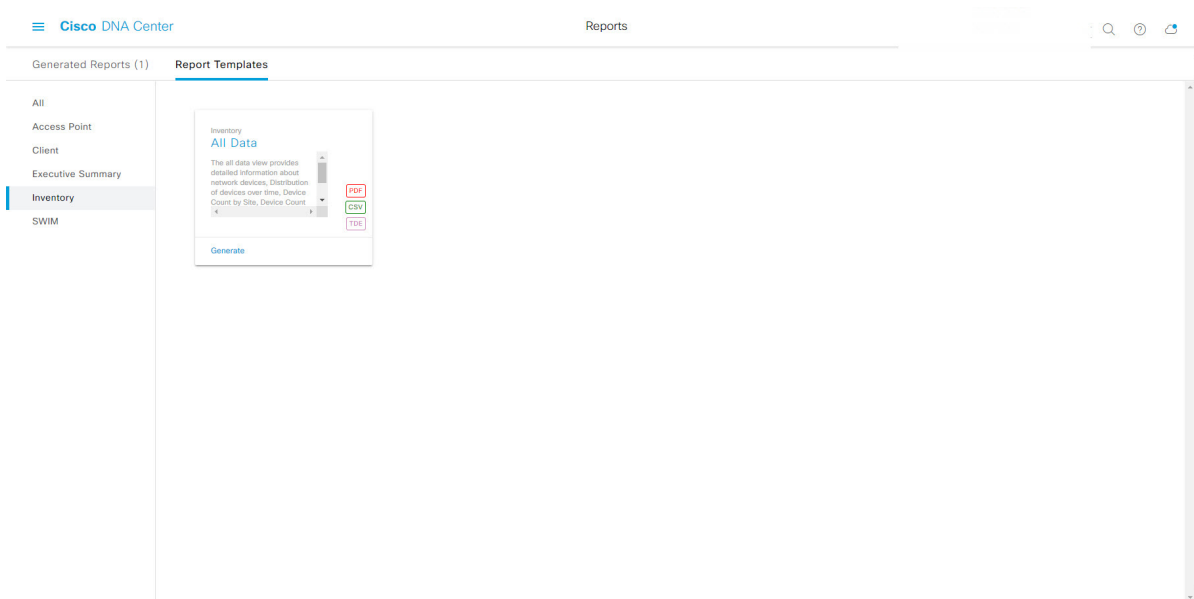 Cisco DNA Center
Reports
Generated Reports (1)
Report Templates
All
Access Point
Client
Executive Summary
Inventory
SWIM
Inventory
All Data
The all data view provides
detailed information about
network devices, Distribution
of devices over time, Device
Count by Site, Device Count
PDF
CSV
TDE
Generate